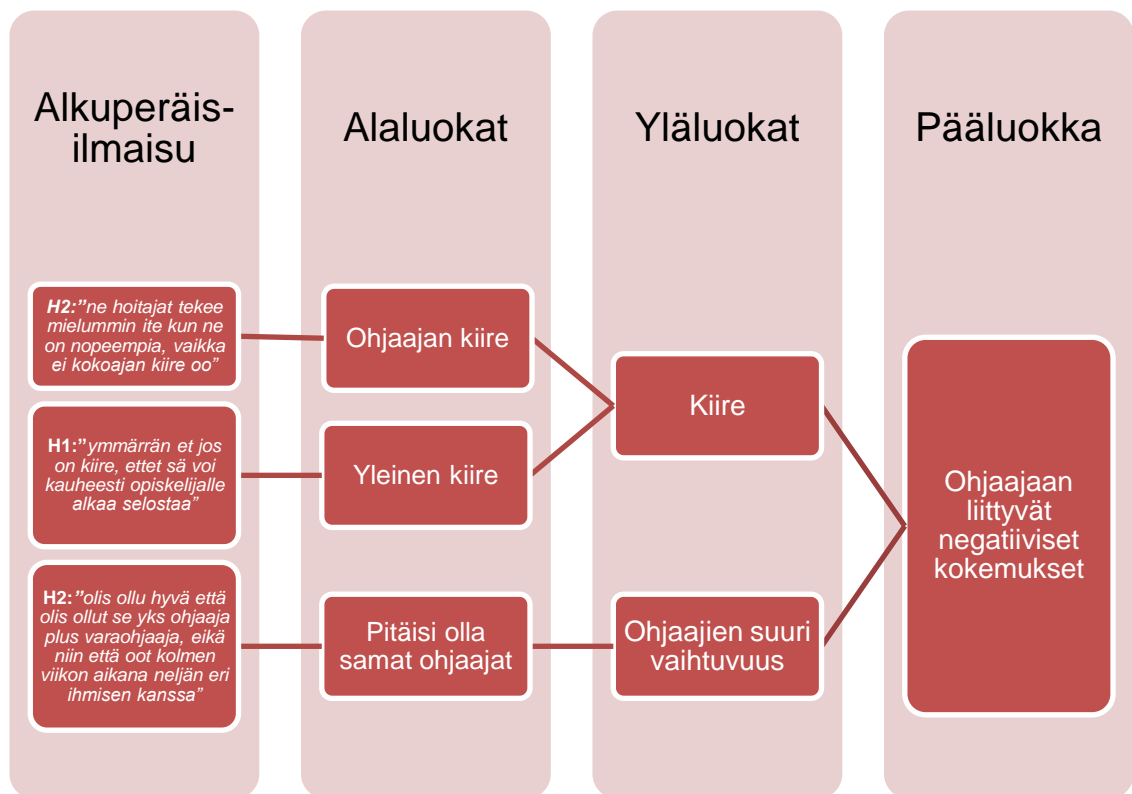 Alkuperäis-
ilmaisu
Alaluokat
Yläluokat
Pääluokka
H2:”ne hoitajat tekee
mielummin ite kun ne
on nopeempia, vaikka
ei kokoajan kiire oo”
H1:”ymmärrän et jos
on kiire, ettet sä voi
kauheesti opiskelijalle
alkaa selostaa”
H2:”olis ollu hyvä että
olis ollut se yks ohjaaja
plus varaohjaaja, eikä
niin että oot kolmen
viikon aikana neljän eri
ihmisen kanssa”
Ohjaajan kiire
Yleinen kiire
Pitäisi olla
samat ohjaajat
Kiire
Ohjaajien suuri
vaihtuvuus
Ohjaajaan
liittyvät
negatiiviset
kokemukset